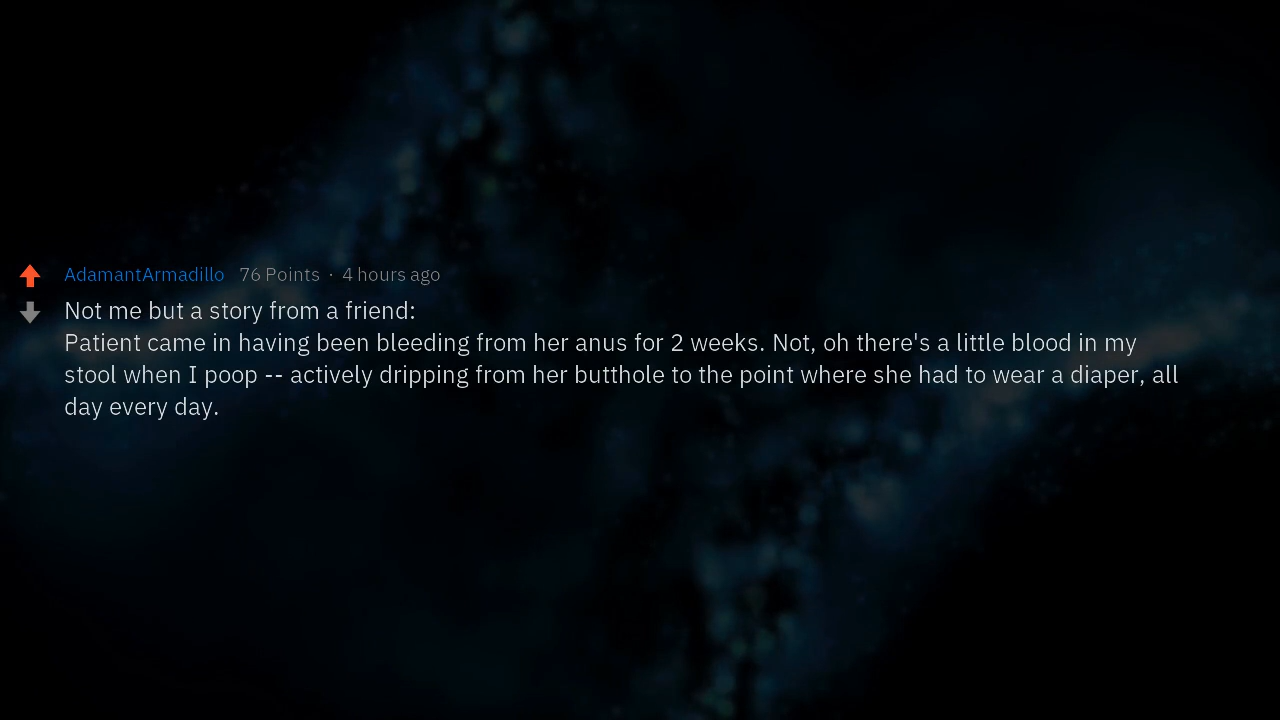 AdamantArmadillo 76 Points · 4 hours ago
Not me but a story from a friend:
Patient came in having been bleeding from her anus for 2 weeks. Not, oh there's a little blood in my
stool when I poop -- actively dripping from her butthole to the point where she had to wear a diaper, all
day every day.